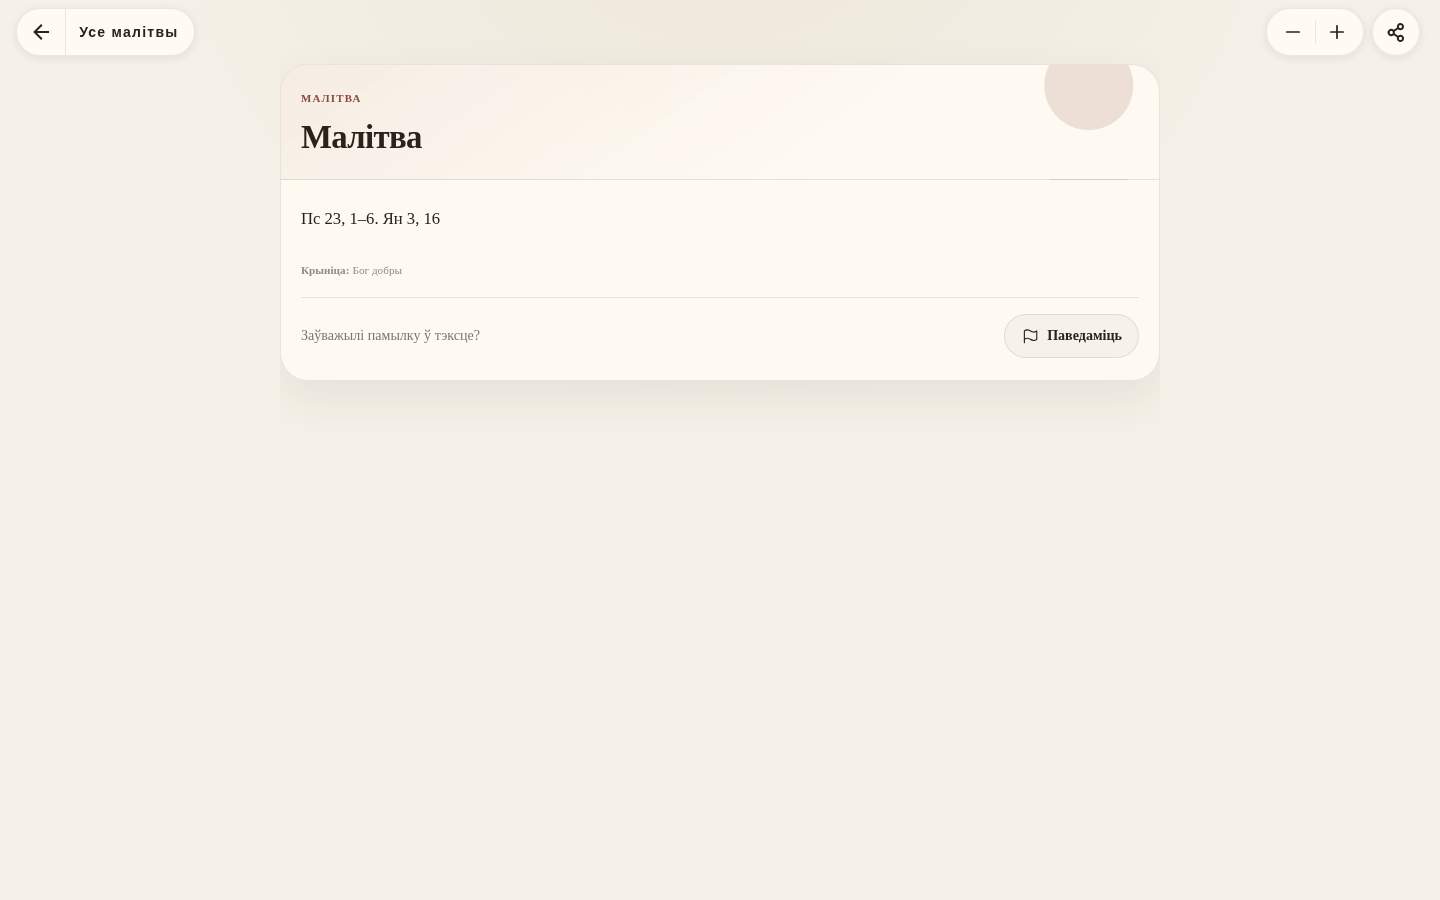 Усе малітвы
МАЛІТВА
Малітва
Пс 23, 1–6. Ян 3, 16
Крыніца: Бог добры
Заўважылі памылку ў тэксце?
Паведаміць